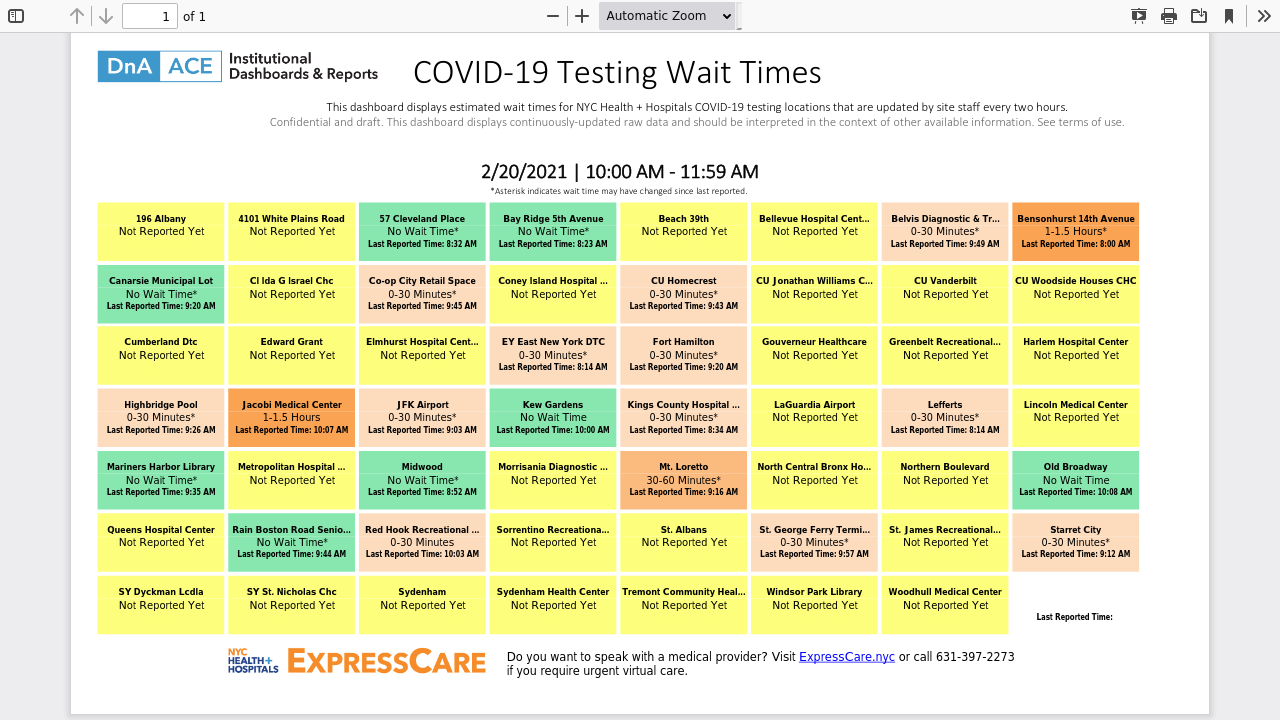 1 of 1 Automatic Zoom
DnA ACE Institutional
Dashboards & Reports
COVID-19 Testing Wait Times
This dashboard displays estimated wait times for NYC Health + Hospitals COVID-19 testing locations that are updated by site staff every two hours.
Confidential and draft. This dashboard displays continuously-updated raw data and should be interpreted in the context of other available information. See terms of use.
2/20/2021 | 10:00 AM - 11:59 AM
*Asterisk indicates wait time may have changed since last reported.
196 Albany
Not Reported Yet
4101 White Plains Road
Not Reported Yet
57 Cleveland Place
No Wait Time*
Last Reported Time: 8:32 AM
Bay Ridge 5th Avenue
No Wait Time*
Last Reported Time: 8:23 AM
Beach 39th
Not Reported Yet
Bellevue Hospital Cent...
Not Reported Yet
Belvis Diagnostic & Tr...
0-30 Minutes*
Last Reported Time: 9:49 AM
Bensonhurst 14th Avenue
1-1.5 Hours*
Last Reported Time: 8:00 AM
Canarsie Municipal Lot
No Wait Time*
Last Reported Time: 9:20 AM
Cl Ida G Israel Chc
Not Reported Yet
Co-op City Retail Space
0-30 Minutes*
Last Reported Time: 9:45 AM
Coney Island Hospital ...
Not Reported Yet
CU Homecrest
0-30 Minutes*
Last Reported Time: 9:43 AM
CU Jonathan Williams C...
Not Reported Yet
CU Vanderbilt
Not Reported Yet
CU Woodside Houses CHC
Not Reported Yet
Cumberland Dtc
Not Reported Yet
Edward Grant
Not Reported Yet
Elmhurst Hospital Cent...
Not Reported Yet
EY East New York DTC
0-30 Minutes*
Last Reported Time: 8:14 AM
Fort Hamilton
0-30 Minutes*
Last Reported Time: 9:20 AM
Gouverneur Healthcare
Not Reported Yet
Greenbelt Recreational...
Not Reported Yet
Harlem Hospital Center
Not Reported Yet
Highbridge Pool
0-30 Minutes*
Last Reported Time: 9:26 AM
Jacobi Medical Center
1-1.5 Hours
Last Reported Time: 10:07 AM
JFK Airport
0-30 Minutes*
Last Reported Time: 9:03 AM
Kew Gardens
No Wait Time
Last Reported Time: 10:00 AM
Kings County Hospital ...
0-30 Minutes*
Last Reported Time: 8:34 AM
LaGuardia Airport
Not Reported Yet
Lefferts
0-30 Minutes*
Last Reported Time: 8:14 AM
Lincoln Medical Center
Not Reported Yet
Mariners Harbor Library
No Wait Time*
Last Reported Time: 9:35 AM
Metropolitan Hospital ...
Not Reported Yet
Midwood
No Wait Time*
Last Reported Time: 8:52 AM
Morrisania Diagnostic ...
Not Reported Yet
Mt. Loretto
30-60 Minutes*
Last Reported Time: 9:16 AM
North Central Bronx Ho...
Not Reported Yet
Northern Boulevard
Not Reported Yet
Old Broadway
No Wait Time
Last Reported Time: 10:08 AM
Queens Hospital Center
Not Reported Yet
Rain Boston Road Senio...
No Wait Time*
Last Reported Time: 9:44 AM
Red Hook Recreational ...
0-30 Minutes
Last Reported Time: 10:03 AM
Sorrentino Recreationa...
Not Reported Yet
St. Albans
Not Reported Yet
St. George Ferry Termi...
0-30 Minutes*
Last Reported Time: 9:57 AM
St. James Recreational...
Not Reported Yet
Starret City
0-30 Minutes*
Last Reported Time: 9:12 AM
SY Dyckman Lcdla
Not Reported Yet
SY St. Nicholas Chc
Not Reported Yet
Sydenham
Not Reported Yet
Sydenham Health Center
Not Reported Yet
Tremont Community Heal...
Not Reported Yet
Windsor Park Library
Not Reported Yet
Woodhull Medical Center
Not Reported Yet
Last Reported Time:
NYC
HEALTH+
HOSPITALS
EXPRESSCARE
Do you want to speak with a medical provider? Visit ExpressCare.nyc or call 631-397-2273
if you require urgent virtual care.